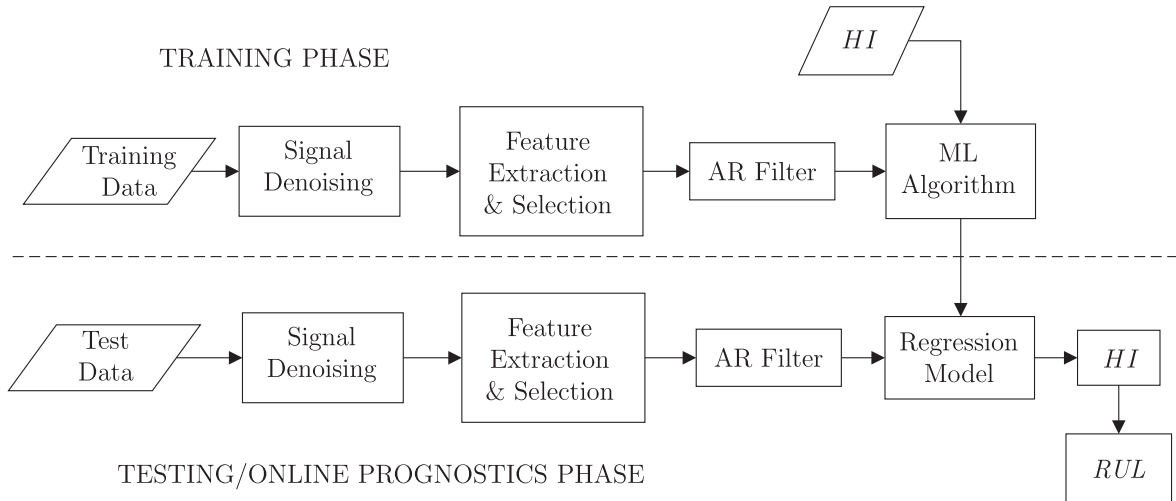 TRAINING PHASE
HI
Training
Data
Signal
Denoising
Feature
Extraction
& Selection
AR Filter
ML
Algorithm
Test
Data
Signal
Denoising
Feature
Extraction
& Selection
AR Filter
Regression
Model
HI
RUL
TESTING/ONLINE PROGNOSTICS PHASE